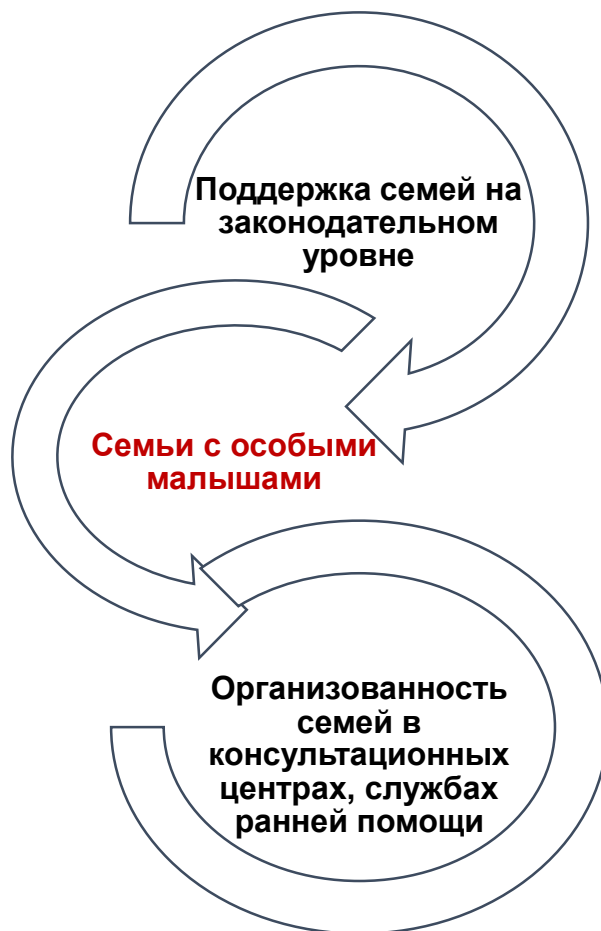 Поддержка семей на
законодательном
уровне
Семьи с особыми
малышами
Организованность
семей в
консультационных
центрах, службах
ранней помощи